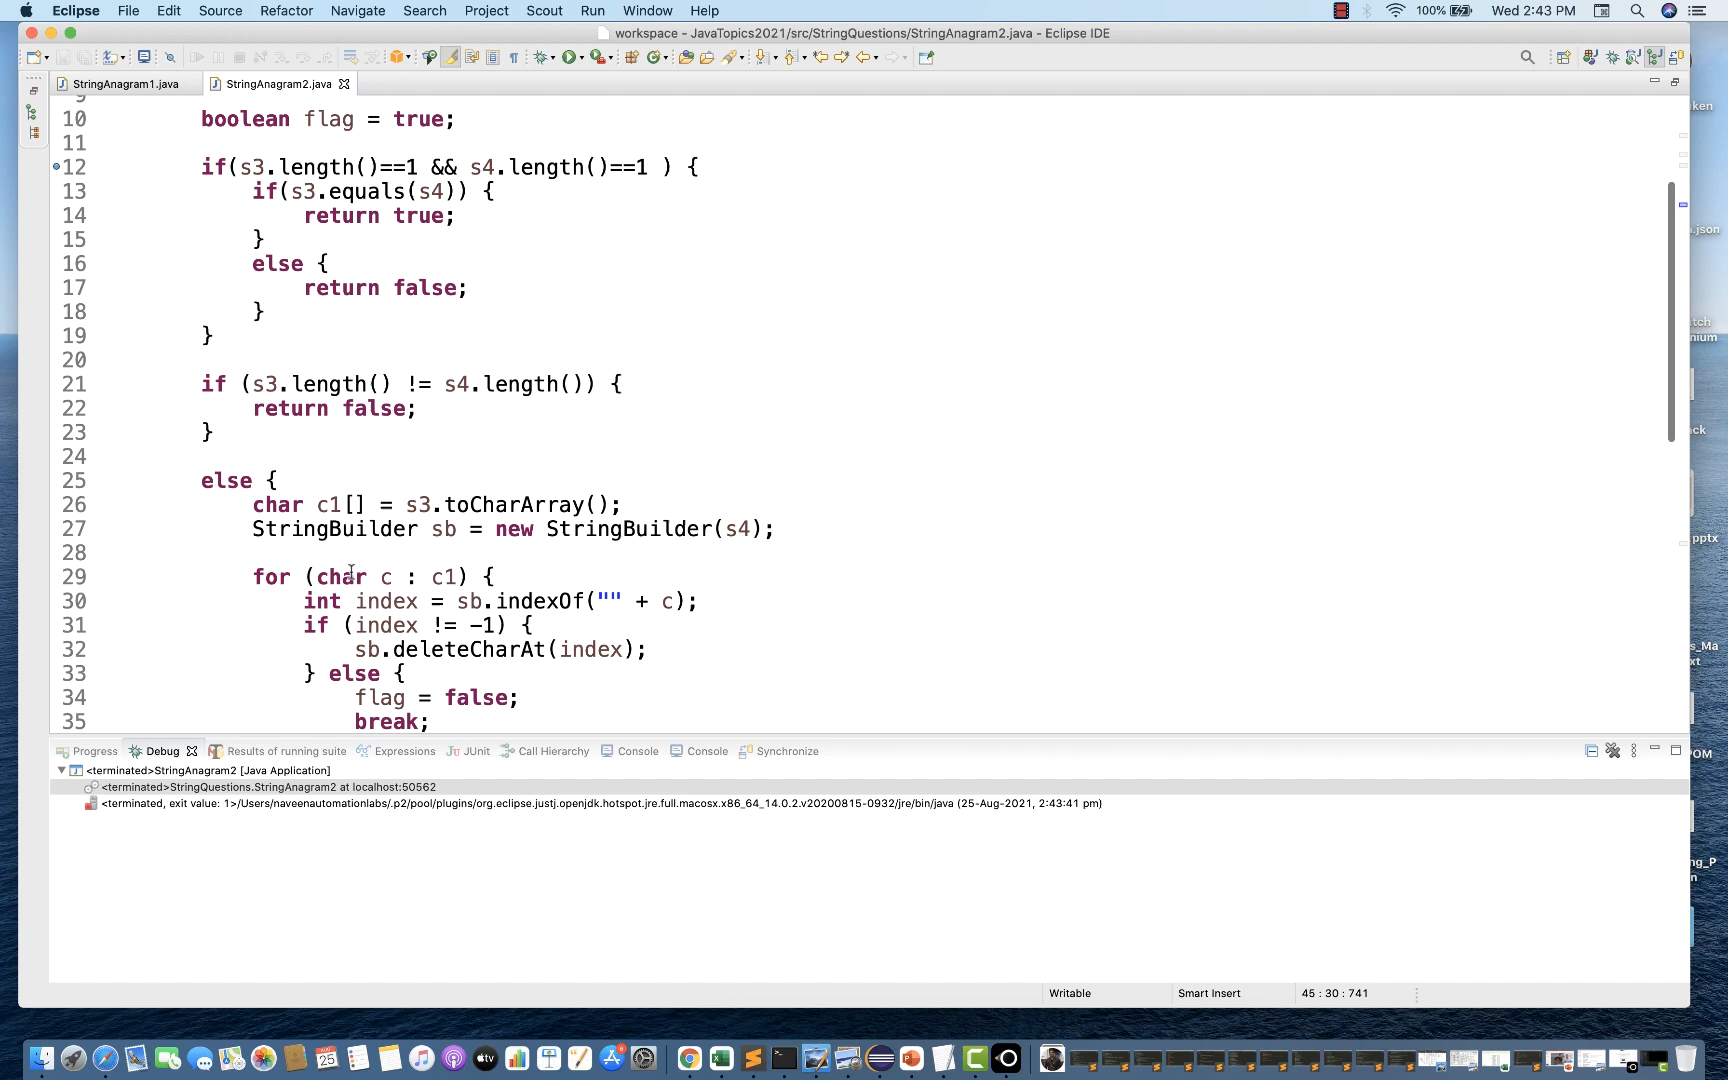 Eclipse File Edit Source Refactor Navigate Search Project Scout Run Window Help 100% Wed 2:43 PM
workspace - JavaTopics2021/src/StringQuestions/StringAnagram2.java - Eclipse IDE
StringAnagram1.java StringAnagram2.java
10 boolean flag = true;
11
12 if(s3.length()==1 && s4.length()==1 ) {
13 if(s3.equals(s4)) {
14 return true;
15 }
16 else {
17 return false;
18 }
19 }
20
21 if (s3.length() != s4.length()) {
22 return false;
23 }
24
25 else {
26 char c1[] = s3.toCharArray();
27 StringBuilder sb = new StringBuilder(s4);
28
29 for (char c : c1) {
30 int index = sb.indexOf("" + c);
31 if (index != -1) {
32 sb.deleteCharAt(index);
33 } else {
34 flag = false;
35 break;
Progress Debug Results of running suite Expressions JUnit Call Hierarchy Console Console Synchronize
<terminated>StringAnagram2 [Java Application]
<terminated>StringQuestions.StringAnagram2 at localhost:50562
<terminated, exit value: 1>/Users/naveenautomationlabs/.p2/pool/plugins/org.eclipse.justj.openjdk.hotspot.jre.full.macosx.x86_64_14.0.2.v20200815-0932/jre/bin/java (25-Aug-2021, 2:43:41 pm)
Writable Smart Insert 45 : 30 : 741